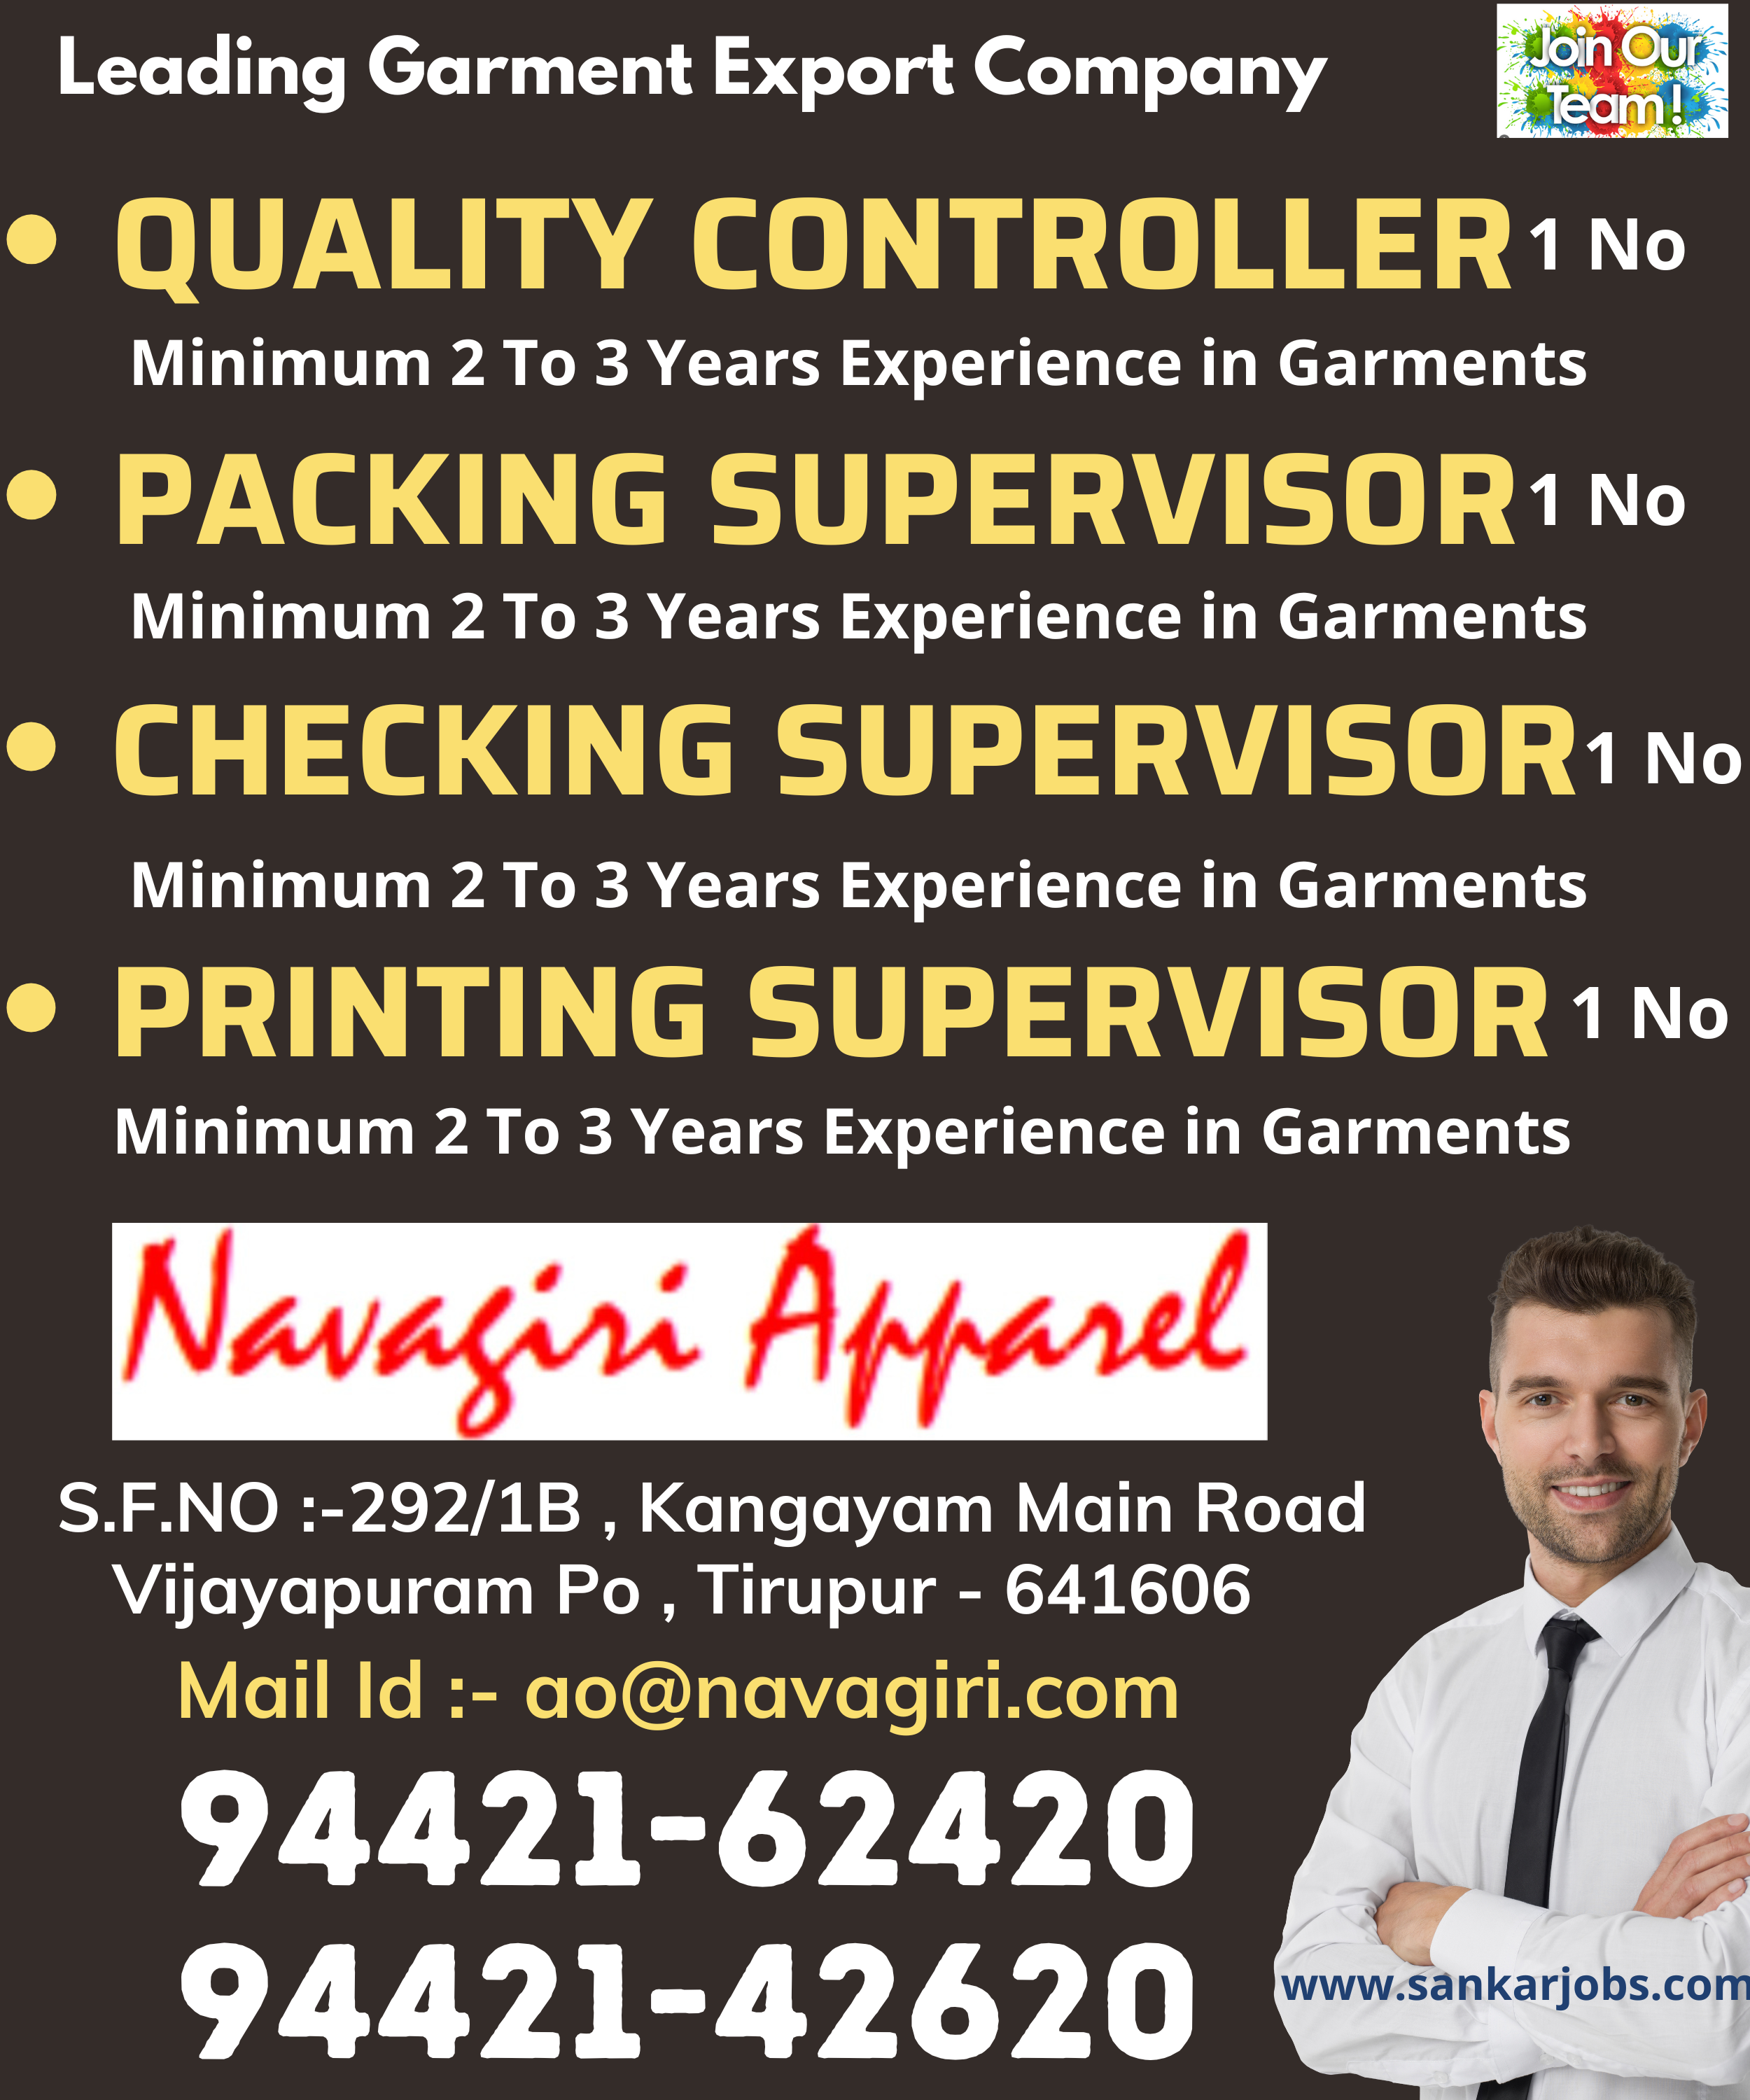 Leading Garment Export Company
Join Our
Team!
• QUALITY CONTROLLER 1 No
Minimum 2 To 3 Years Experience in Garments
• PACKING SUPERVISOR 1 No
Minimum 2 To 3 Years Experience in Garments
• CHECKING SUPERVISOR 1 No
Minimum 2 To 3 Years Experience in Garments
• PRINTING SUPERVISOR 1 No
Minimum 2 To 3 Years Experience in Garments
Navagiri Apparel
S.F.NO :-292/1B , Kangayam Main Road
Vijayapuram Po , Tirupur - 641606
Mail Id :- ao@navagiri.com
94421-62420
94421-42620
www.sankarjobs.com